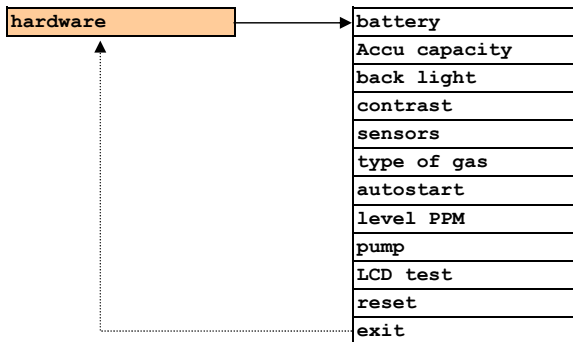 hardware
battery
Accu capacity
back light
contrast
sensors
type of gas
autostart
level PPM
pump
LCD test
reset
exit